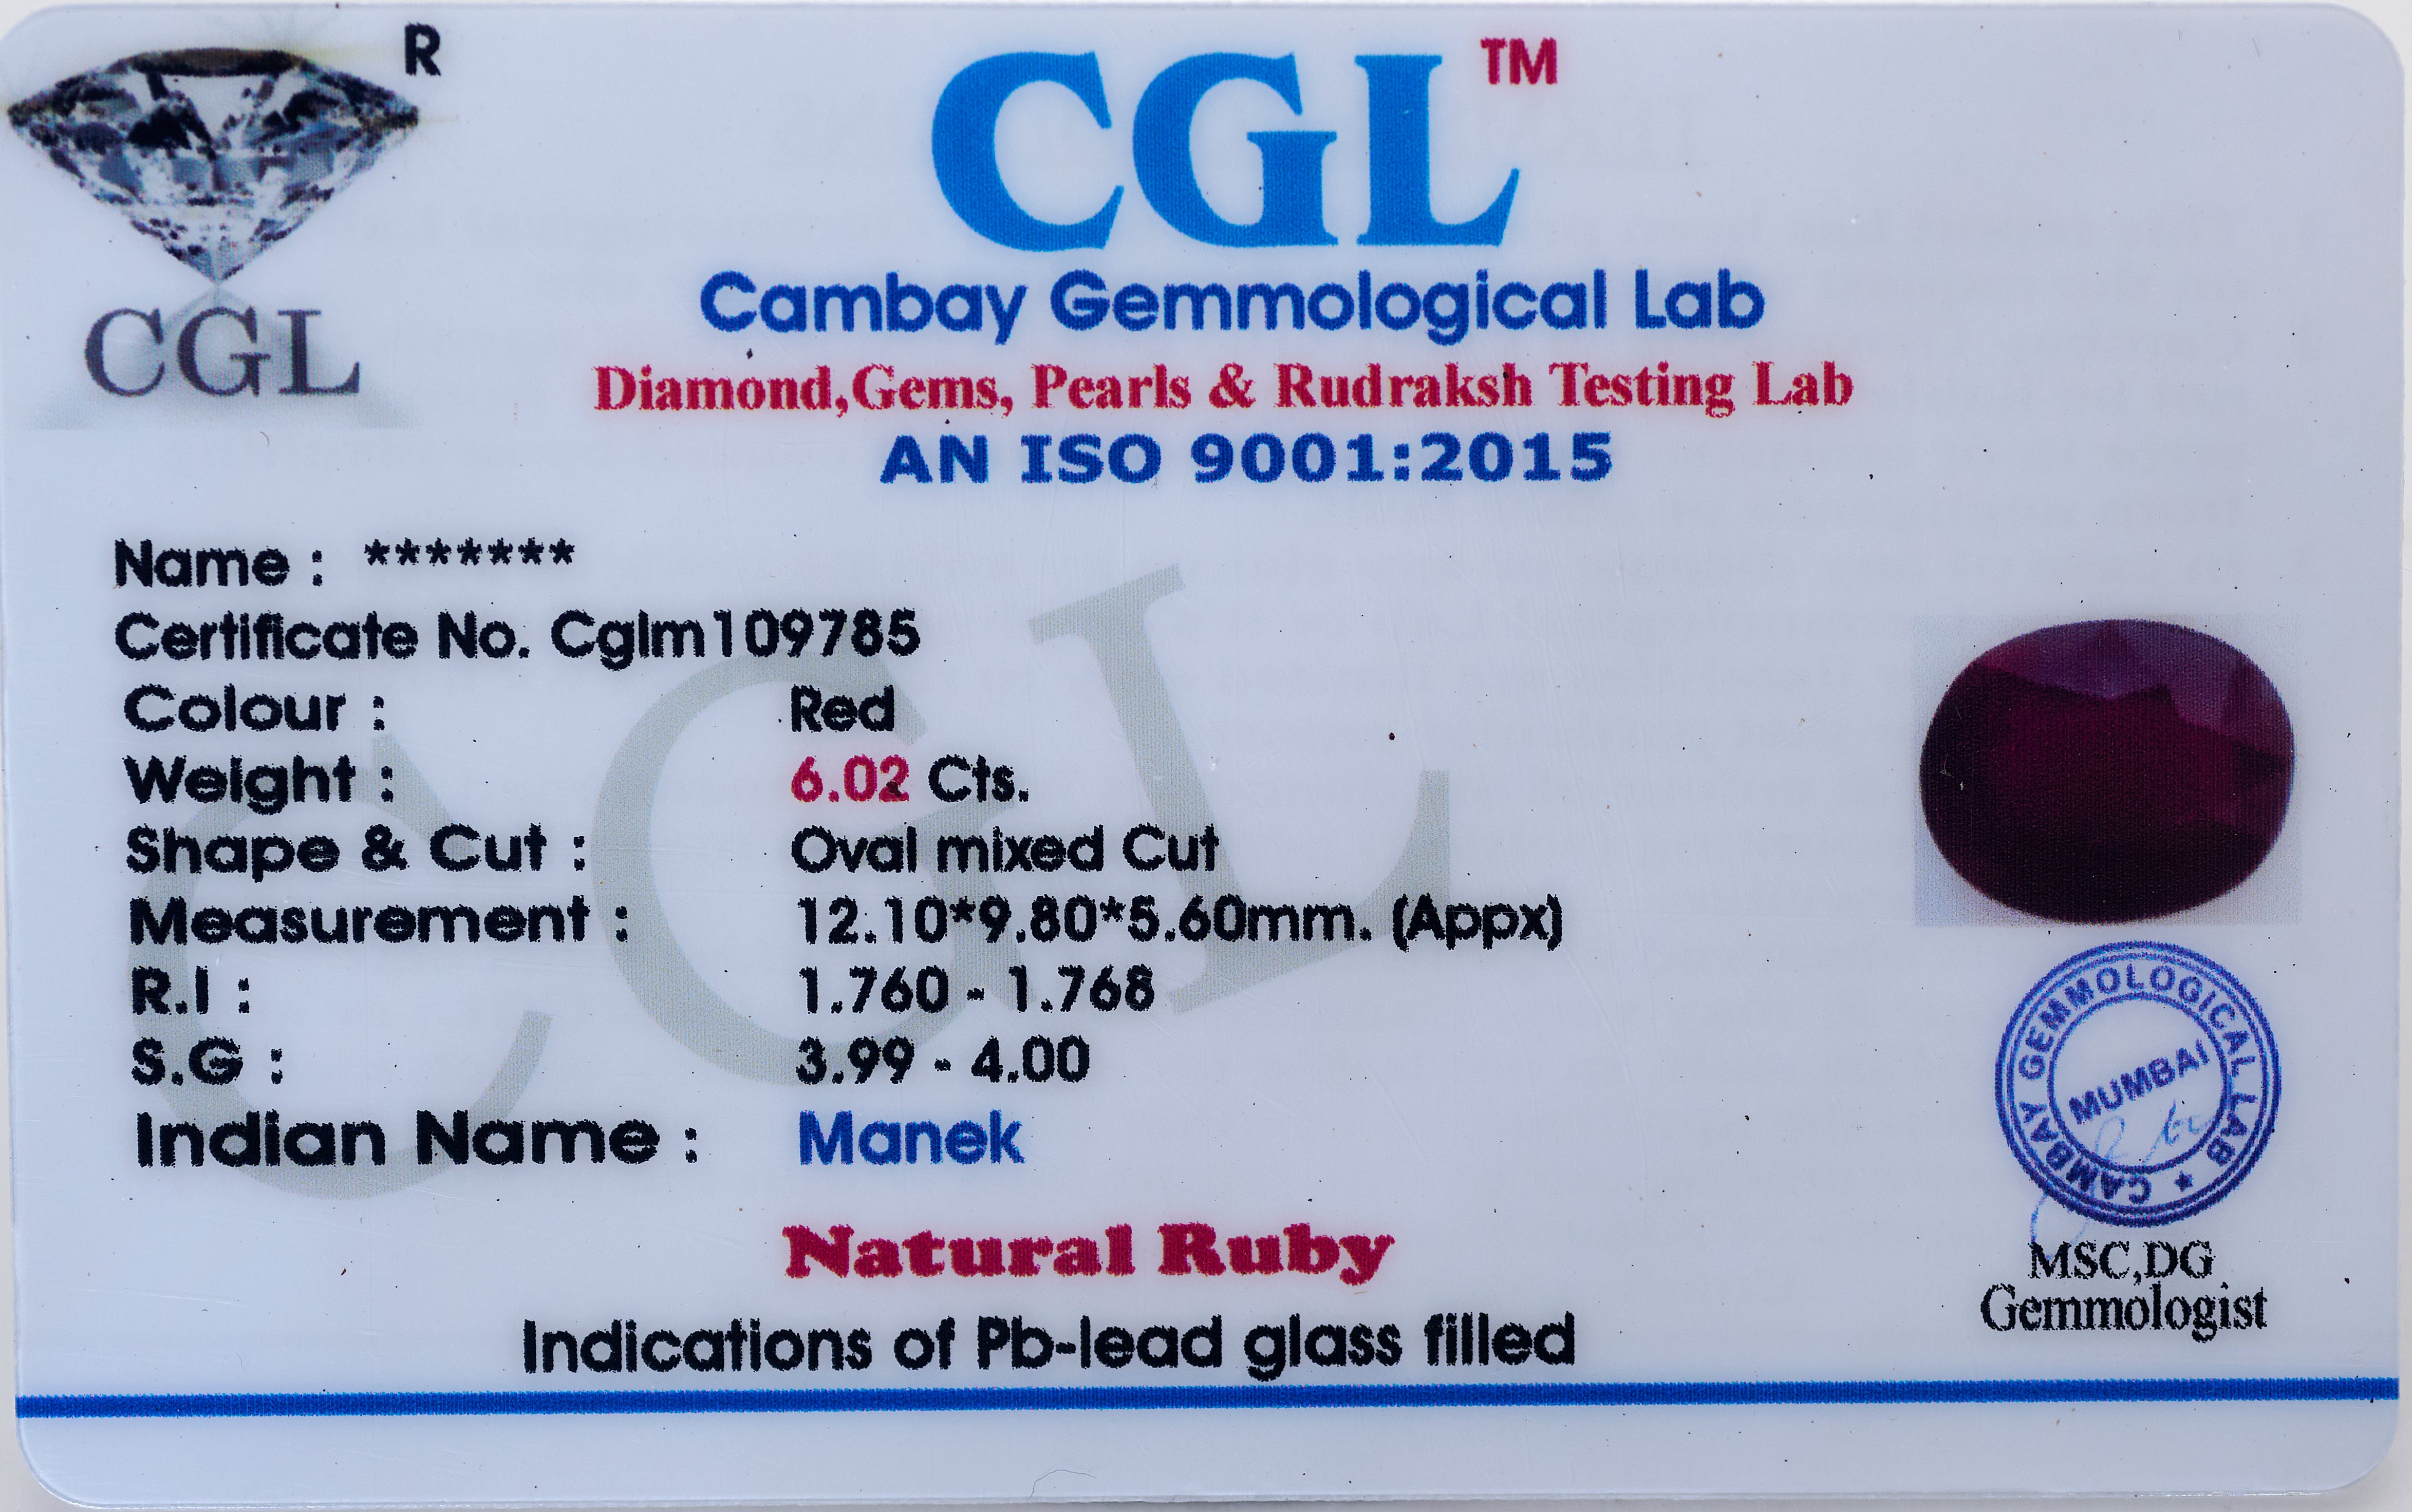 R
CGL
CGL™
Cambay Gemmological Lab
Diamond,Gems, Pearls & Rudraksh Testing Lab
AN ISO 9001:2015
Name : *******
Certificate No. Cglm109785
Colour : Red
Weight : 6.02 Cts.
Shape & Cut : Oval mixed Cut
Measurement : 12.10*9.80*5.60mm. (Appx)
R.I : 1.760 - 1.768
S.G : 3.99 - 4.00
Indian Name : Manek
Natural Ruby
Indications of Pb-lead glass filled
CGL
CAMBAY GEMMOLOGICAL LAB ★
MUMBAI
MSC,DG
Gemmologist